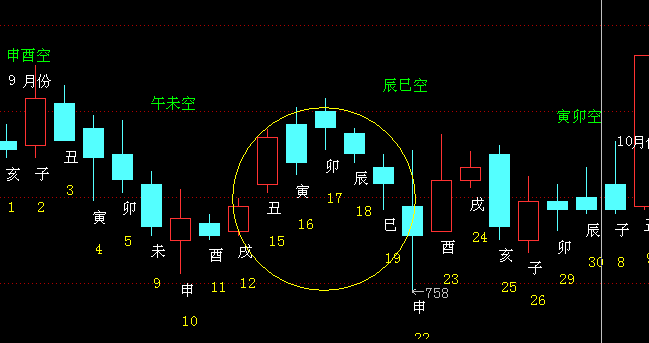 申酉空
9 月份
午未空
辰巳空
寅卯空
10月份
亥
子
丑
寅
卯
未
申
酉
戌
丑
寅
卯
辰
巳
申
酉
戌
亥
子
卯
辰
子
1
2
3
4
5
9
10
11
12
15
16
17
18
19
←758
22
23
24
25
26
29
30
8